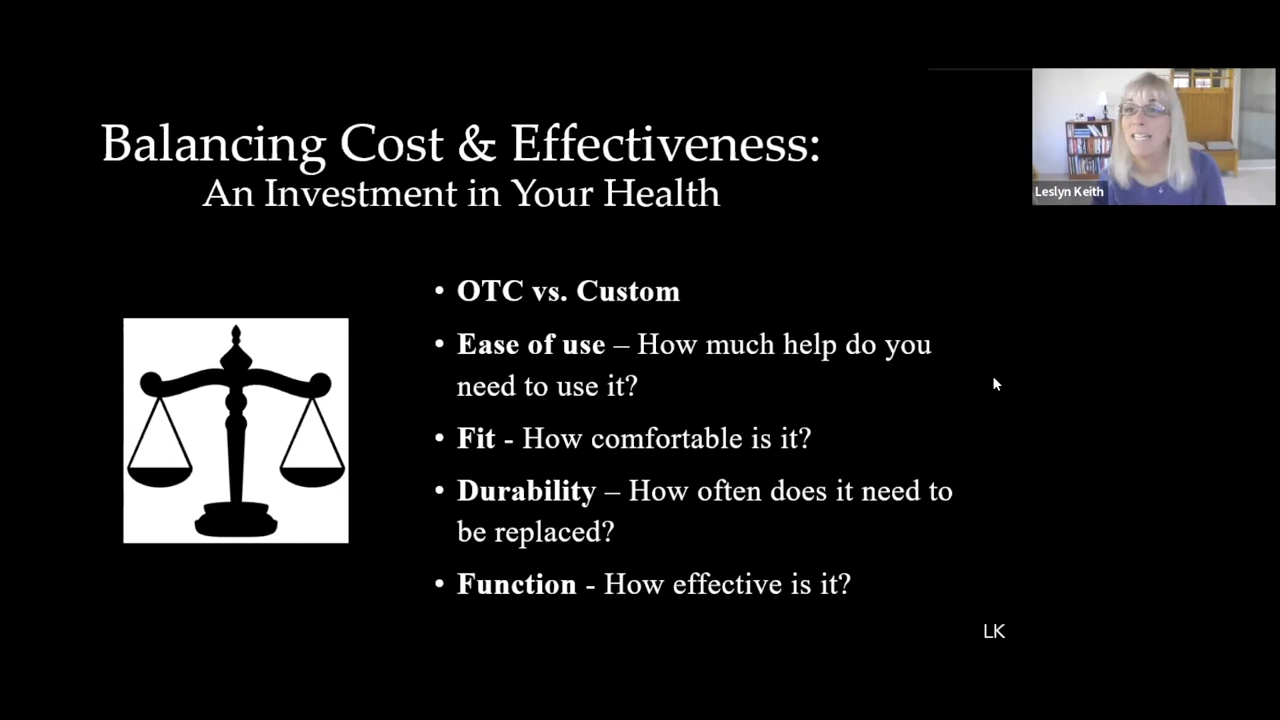 Balancing Cost & Effectiveness:
An Investment in Your Health
Leslyn Keith
• OTC vs. Custom
• Ease of use – How much help do you
need to use it?
• Fit - How comfortable is it?
• Durability – How often does it need to
be replaced?
• Function - How effective is it?
LK